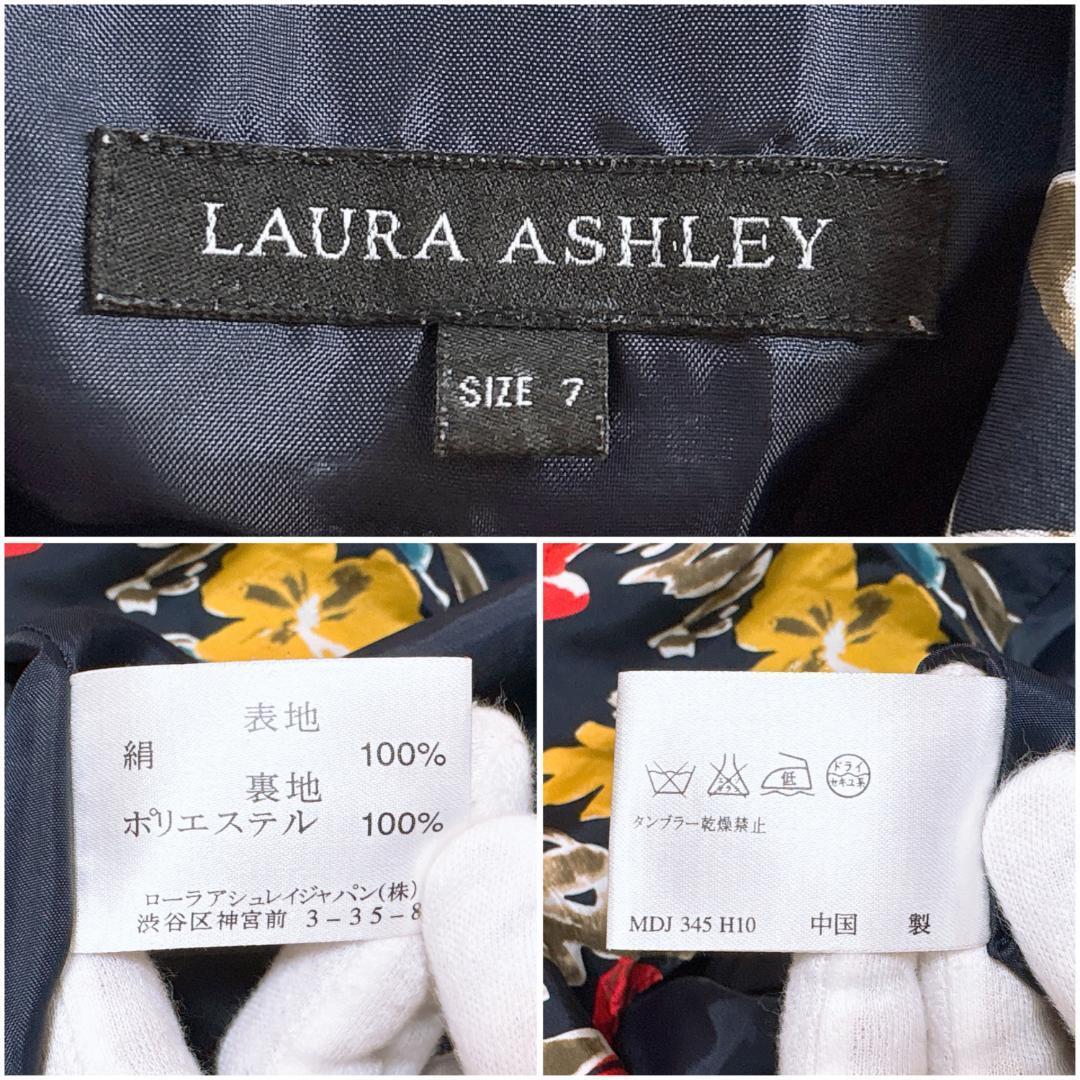 LAURA ASHLEY
SIZE 7
表地
絹 100%
裏地
ポリエステル 100%
ローラアシュレイジャパン(株)
渋谷区神宮前 3-35-8
低
ドライ
セキユ系
タンブラー乾燥禁止
MDJ 345 H10 中国 製